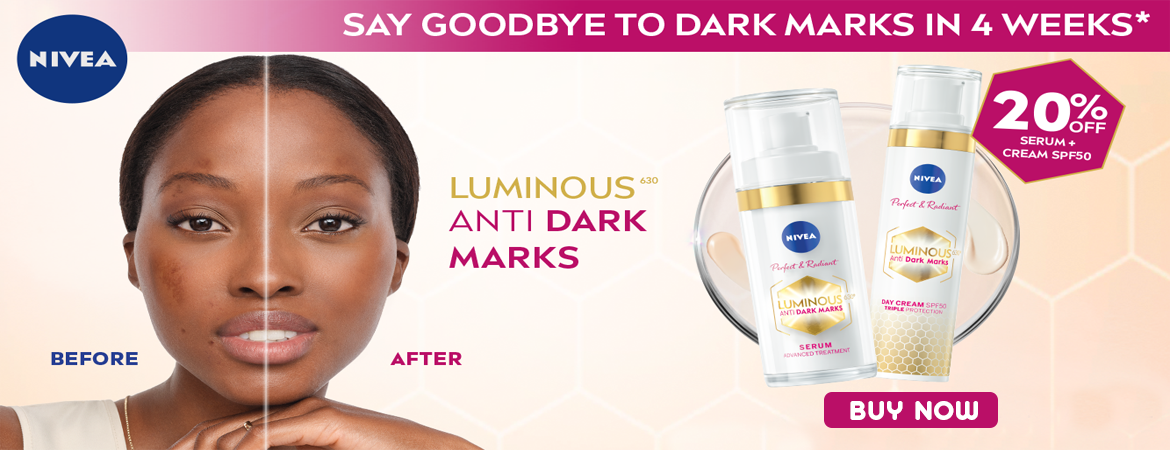 SAY GOODBYE TO DARK MARKS IN 4 WEEKS*
NIVEA
LUMINOUS 630
ANTI DARK
MARKS
BEFORE
AFTER
NIVEA
Perfect & Radiant
LUMINOUS630
ANTI DARK MARKS
SERUM
ADVANCED TREATMENT
NIVEA
Perfect & Radiant
LUMINOUS630
Anti Dark Marks
DAY CREAM SPF50
TRIPLE PROTECTION
20%
OFF
SERUM +
CREAM SPF50
BUY NOW